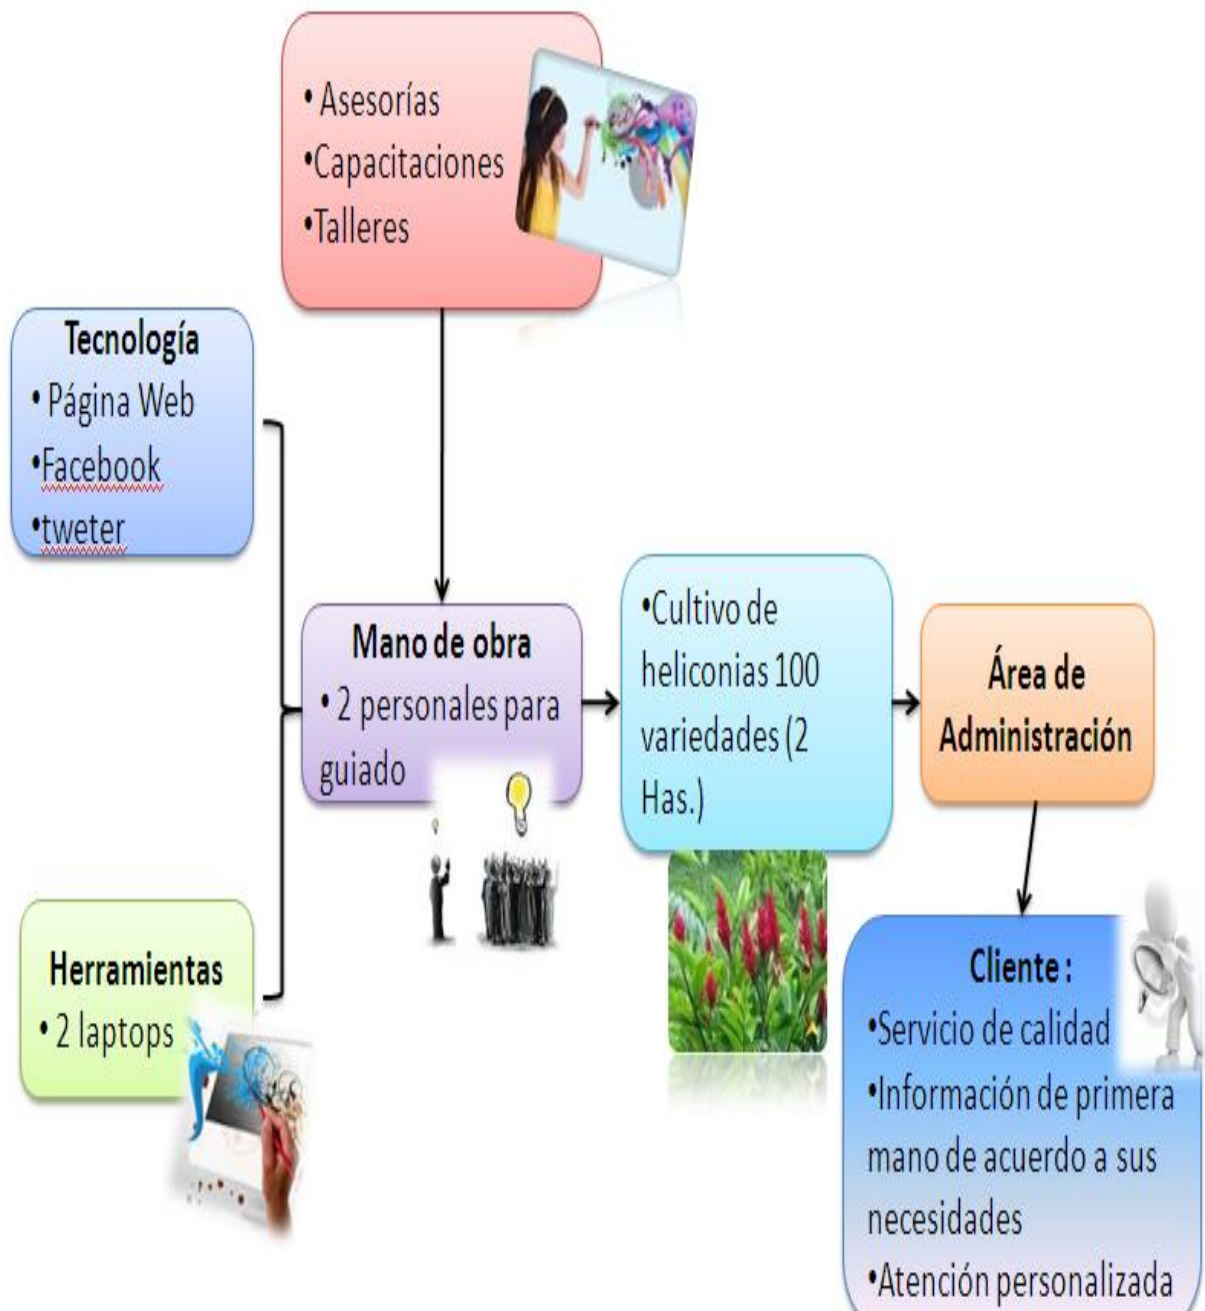 • Asesorías
•Capacitaciones
•Talleres
Tecnología
• Página Web
•Facebook
•tweter
Mano de obra
• 2 personales para
guiado
•Cultivo de
heliconias 100
variedades (2
Has.)
Área de
Administración
Herramientas
• 2 laptops
Cliente :
•Servicio de calidad
•Información de primera
mano de acuerdo a sus
necesidades
•Atención personalizada